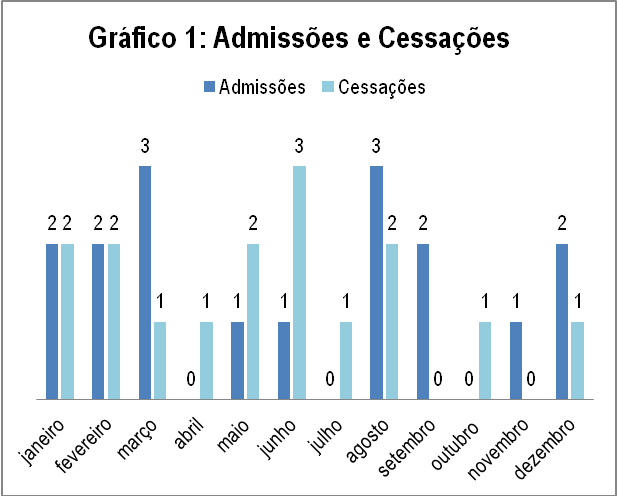 Gráfico 1: Admissões e Cessações
Admissões Cessações
2 2 2 2 3 1 0 1 1 2 1 3 0 1 3 2 2 0 0 1 1 0 2 1
janeiro fevereiro março abril maio junho julho agosto setembro outubro novembro dezembro